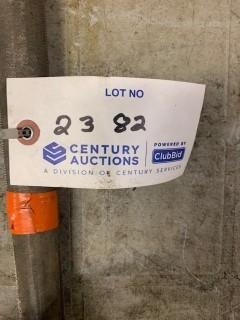 LOT NO
23 82
CENTURY AUCTIONS
POWERED BY ClubBid
A DIVISION OF CENTURY SERVICES